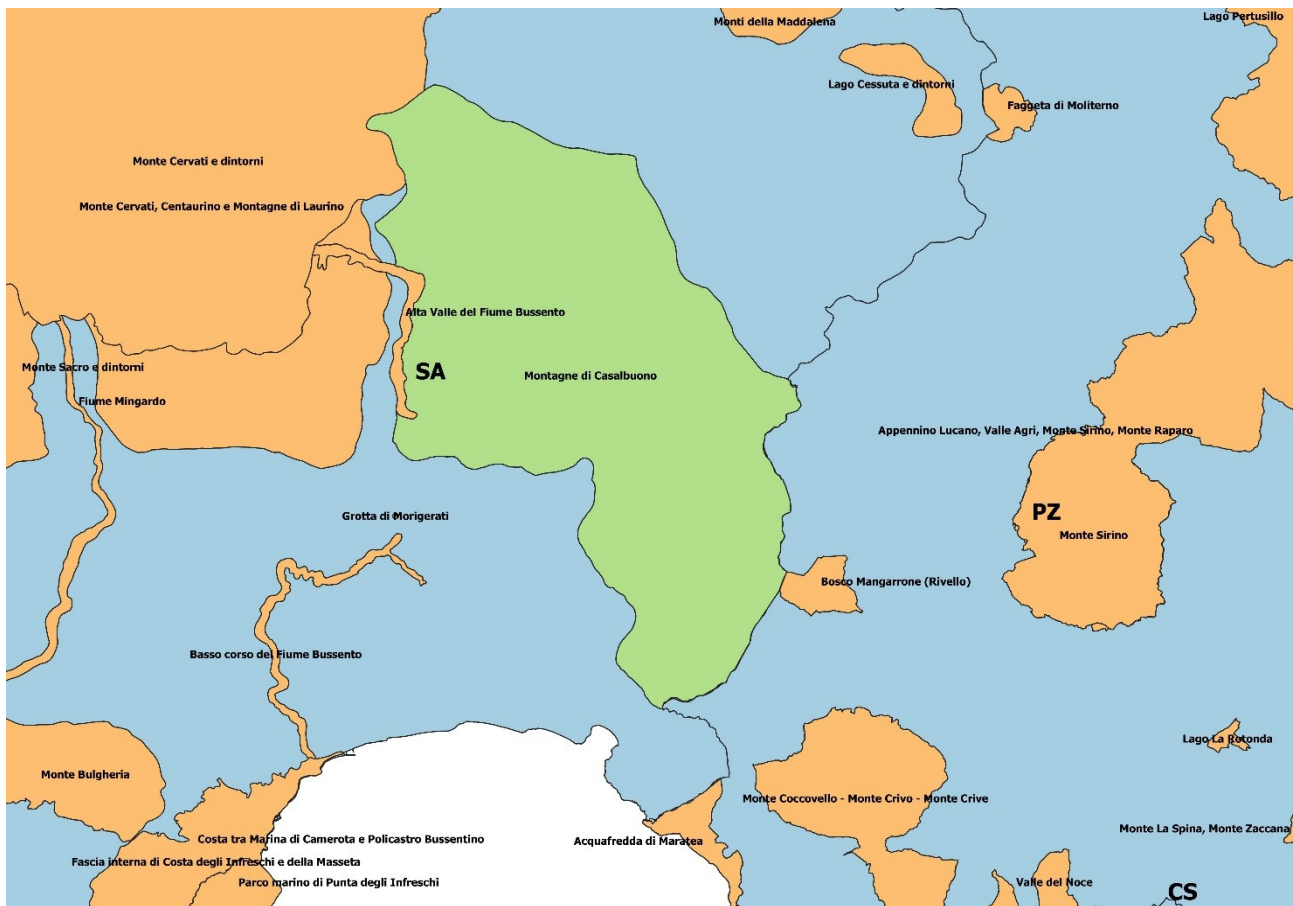 Lago Pertusillo
Monti della Maddalena
Lago Cessuta e dintorni
Faggeta di Moliterno
Monte Cervati e dintorni
Monte Cervati, Centaurino e Montagne di Laurino
Alta Valle del Fiume Bussento
Monte Sacro e dintorni
SA
Montagne di Casalbuono
Fiume Mingardo
Appennino Lucano, Valle Agri, Monte Sirino, Monte Raparo
PZ
Grotta di Morigerati
Monte Sirino
Bosco Mangarrone (Rivello)
Basso corso del Fiume Bussento
Lago La Rotonda
Monte Bulgheria
Monte Coccovello - Monte Crivo - Monte Crive
Monte La Spina, Monte Zaccana
Costa tra Marina di Camerota e Policastro Bussentino
Acquafredda di Maratea
Fascia interna di Costa degli Infreschi e della Masseta
Parco marino di Punta degli Infreschi
Valle del Noce
CS